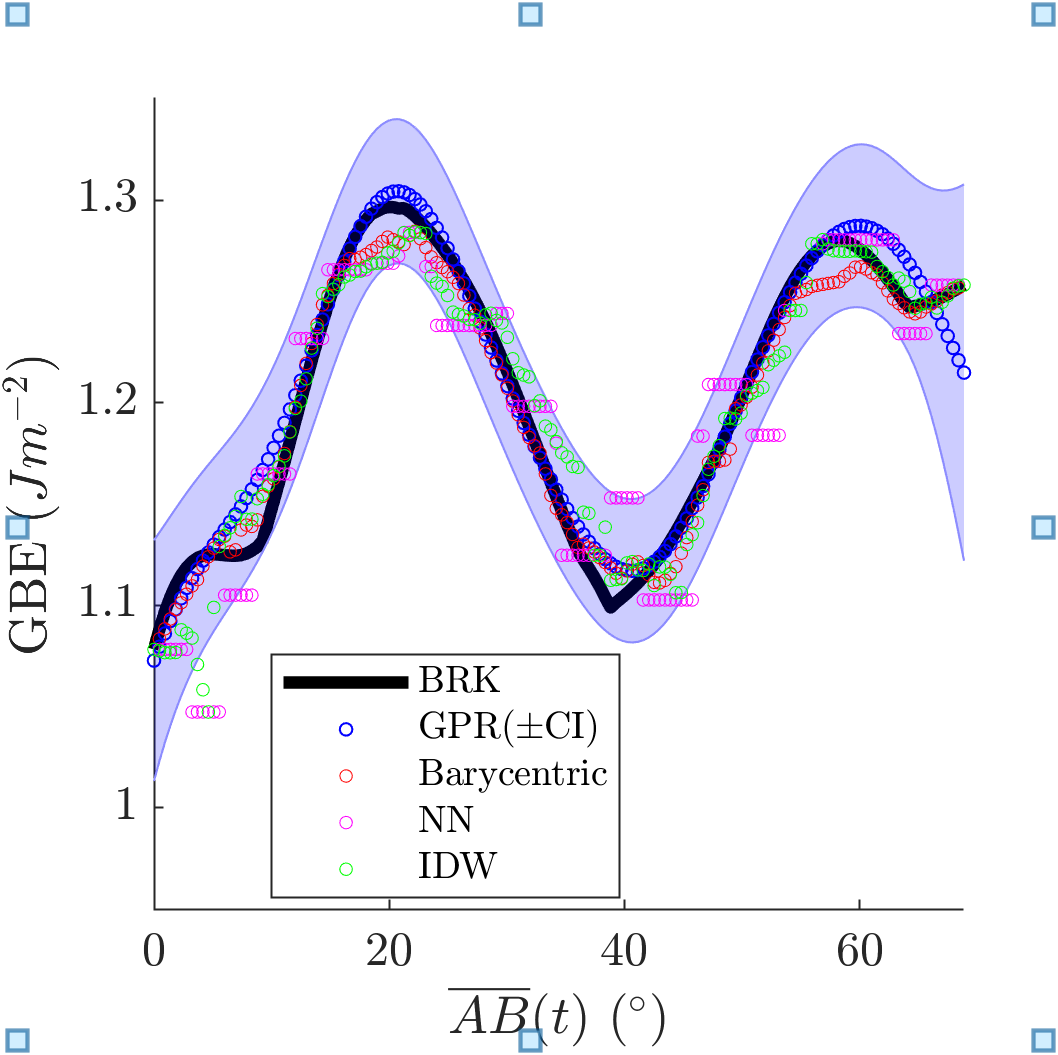 1.3
1.2
1.1
1
GBE (Jm⁻²)
BRK
GPR(±CI)
Barycentric
NN
IDW
0 20 40 60
A̅B̅(t) (°)